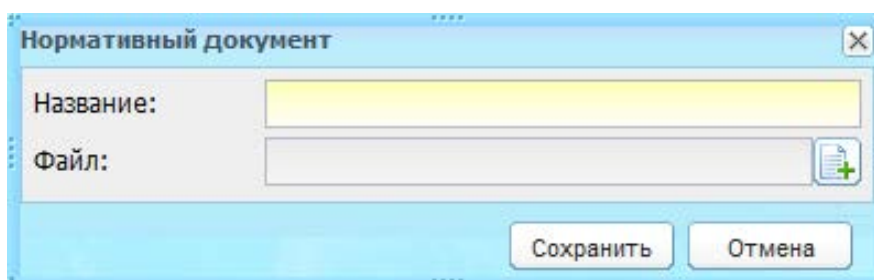 Нормативный документ
Название:
Файл:
Сохранить Отмена